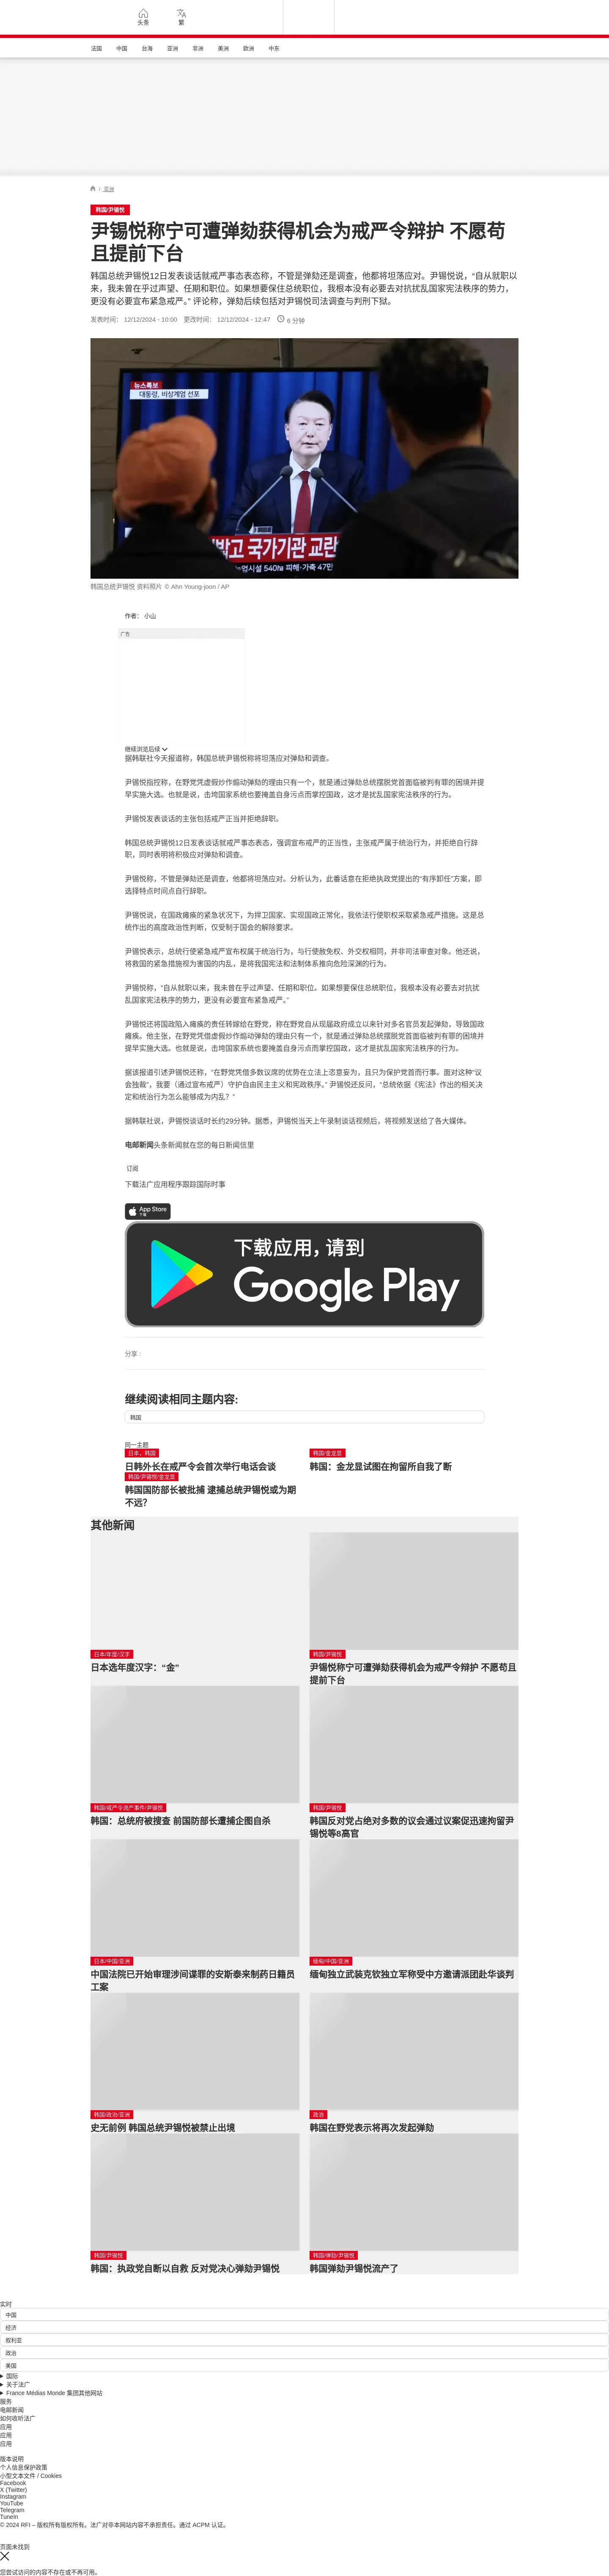 头条
繁
法国
中国
台海
亚洲
非洲
美洲
欧洲
中东
/ 亚洲
韩国/尹锡悦
尹锡悦称宁可遭弹劾获得机会为戒严令辩护 不愿苟
且提前下台
韩国总统尹锡悦12日发表谈话就戒严事态表态称，不管是弹劾还是调查，他都将坦荡应对。尹锡悦说，“自从就职以
来，我未曾在乎过声望、任期和职位。如果想要保住总统职位，我根本没有必要去对抗扰乱国家宪法秩序的势力，
更没有必要宣布紧急戒严。” 评论称，弹劾后续包括对尹锡悦司法调查与判刑下狱。
发表时间： 12/12/2024 - 10:00 更改时间： 12/12/2024 - 12:47 6 分钟
뉴스특보
대통령, 비상계엄 선포
박하고 국가기관 교란
업시설 540㏊ 피해·가축 47만
韩国总统尹锡悦 资料照片 © Ahn Young-joon / AP
作者： 小山
广告
继续浏览后续
据韩联社今天报道称，韩国总统尹锡悦称将坦荡应对弹劾和调查。
尹锡悦指控称，在野党凭虚假炒作煽动弹劾的理由只有一个，就是通过弹劾总统摆脱党首面临被判有罪的困境并提
早实施大选。也就是说，击垮国家系统也要掩盖自身污点而掌控国政，这才是扰乱国家宪法秩序的行为。
尹锡悦发表谈话的主张包括戒严正当并拒绝辞职。
韩国总统尹锡悦12日发表谈话就戒严事态表态，强调宣布戒严的正当性，主张戒严属于统治行为，并拒绝自行辞
职，同时表明将积极应对弹劾和调查。
尹锡悦称，不管是弹劾还是调查，他都将坦荡应对。分析认为，此番话意在拒绝执政党提出的“有序卸任”方案，即
选择特点时间点自行辞职。
尹锡悦说，在国政瘫痪的紧急状况下，为捍卫国家、实现国政正常化，我依法行使职权采取紧急戒严措施。这是总
统作出的高度政治性判断，仅受制于国会的解除要求。
尹锡悦表示，总统行使紧急戒严宣布权属于统治行为，与行使赦免权、外交权相同，并非司法审查对象。他还说，
将救国的紧急措施视为害国的内乱，是将我国宪法和法制体系推向危险深渊的行为。
尹锡悦称，“自从就职以来，我未曾在乎过声望、任期和职位。如果想要保住总统职位，我根本没有必要去对抗扰
乱国家宪法秩序的势力，更没有必要宣布紧急戒严。”
尹锡悦还将国政陷入瘫痪的责任转嫁给在野党，称在野党自从现届政府成立以来针对多名官员发起弹劾，导致国政
瘫痪。他主张，在野党凭借虚假炒作煽动弹劾的理由只有一个，就是通过弹劾总统摆脱党首面临被判有罪的困境并
提早实施大选。也就是说，击垮国家系统也要掩盖自身污点而掌控国政，这才是扰乱国家宪法秩序的行为。
据该报道引述尹锡悦还称，“在野党凭借多数议席的优势在立法上恣意妄为，且只为保护党首而行事。面对这种“议
会独裁”，我要（通过宣布戒严）守护自由民主主义和宪政秩序。” 尹锡悦还反问，“总统依据《宪法》作出的相关决
定和统治行为怎么能够成为内乱？ ”
据韩联社说，尹锡悦谈话时长约29分钟。据悉，尹锡悦当天上午录制谈话视频后，将视频发送给了各大媒体。
电邮新闻头条新闻就在您的每日新闻信里
订阅
下载法广应用程序跟踪国际时事
App Store
下载
下载应用，请到
Google Play
分享 :
继续阅读相同主题内容:
韩国
同一主题
日本，韩国
日韩外长在戒严令会首次举行电话会谈
韩国/金龙显
韩国：金龙显试图在拘留所自我了断
韩国/尹锡悦/金龙显
韩国国防部长被批捕 逮捕总统尹锡悦或为期
不远?
其他新闻
日本/年度/汉字
日本选年度汉字：“金”
韩国/尹锡悦
尹锡悦称宁可遭弹劾获得机会为戒严令辩护 不愿苟且
提前下台
韩国/戒严令流产事件/尹锡悦
韩国：总统府被搜查 前国防部长遭捕企图自杀
韩国/尹锡悦
韩国反对党占绝对多数的议会通过议案促迅速拘留尹
锡悦等8高官
日本/中国/亚洲
中国法院已开始审理涉间谍罪的安斯泰来制药日籍员
工案
缅甸/中国/亚洲
缅甸独立武装克钦独立军称受中方邀请派团赴华谈判
韩国/政治/亚洲
史无前例 韩国总统尹锡悦被禁止出境
政治
韩国在野党表示将再次发起弹劾
韩国/尹锡悦
韩国：执政党自断以自救 反对党决心弹劾尹锡悦
韩国/弹劾/尹锡悦
韩国弹劾尹锡悦流产了
实时
中国
经济
叙利亚
政治
美国
国际
关于法广
France Médias Monde 集团其他网站
服务
电邮新闻
如何收听法广
应用
应用
应用
版本说明
个人信息保护政策
小型文本文件 / Cookies
Facebook
X (Twitter)
Instagram
YouTube
Telegram
TuneIn
© 2024 RFI – 版权所有版权所有。法广对非本网站内容不承担责任。通过 ACPM 认证。
页面未找到
您尝试访问的内容不存在或不再可用。